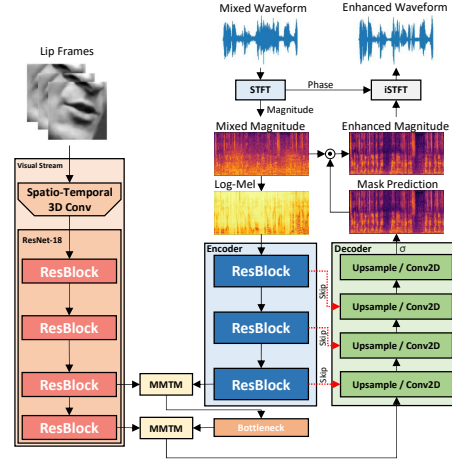 Mixed Waveform
Enhanced Waveform
Lip Frames
STFT
Phase
iSTFT
Magnitude
Mixed Magnitude
Enhanced Magnitude
Visual Stream
Spatio-Temporal
3D Conv
Log-Mel
Mask Prediction
ResNet-18
Encoder
Decoder
σ
ResBlock
ResBlock
ResBlock
ResBlock
ResBlock
ResBlock
ResBlock
Skip
Skip
Skip
Upsample / Conv2D
Upsample / Conv2D
Upsample / Conv2D
Upsample / Conv2D
MMTM
MMTM
Bottleneck